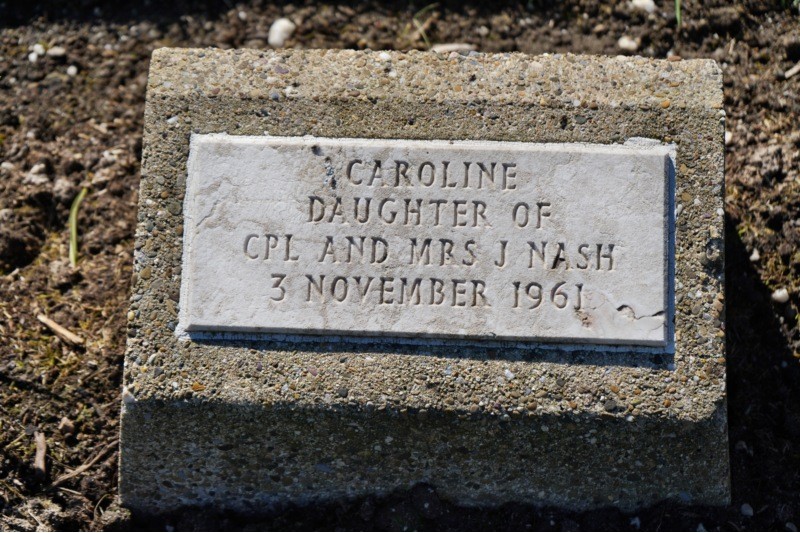 CAROLINE
DAUGHTER OF
CPL AND MRS J NASH
3 NOVEMBER 1961